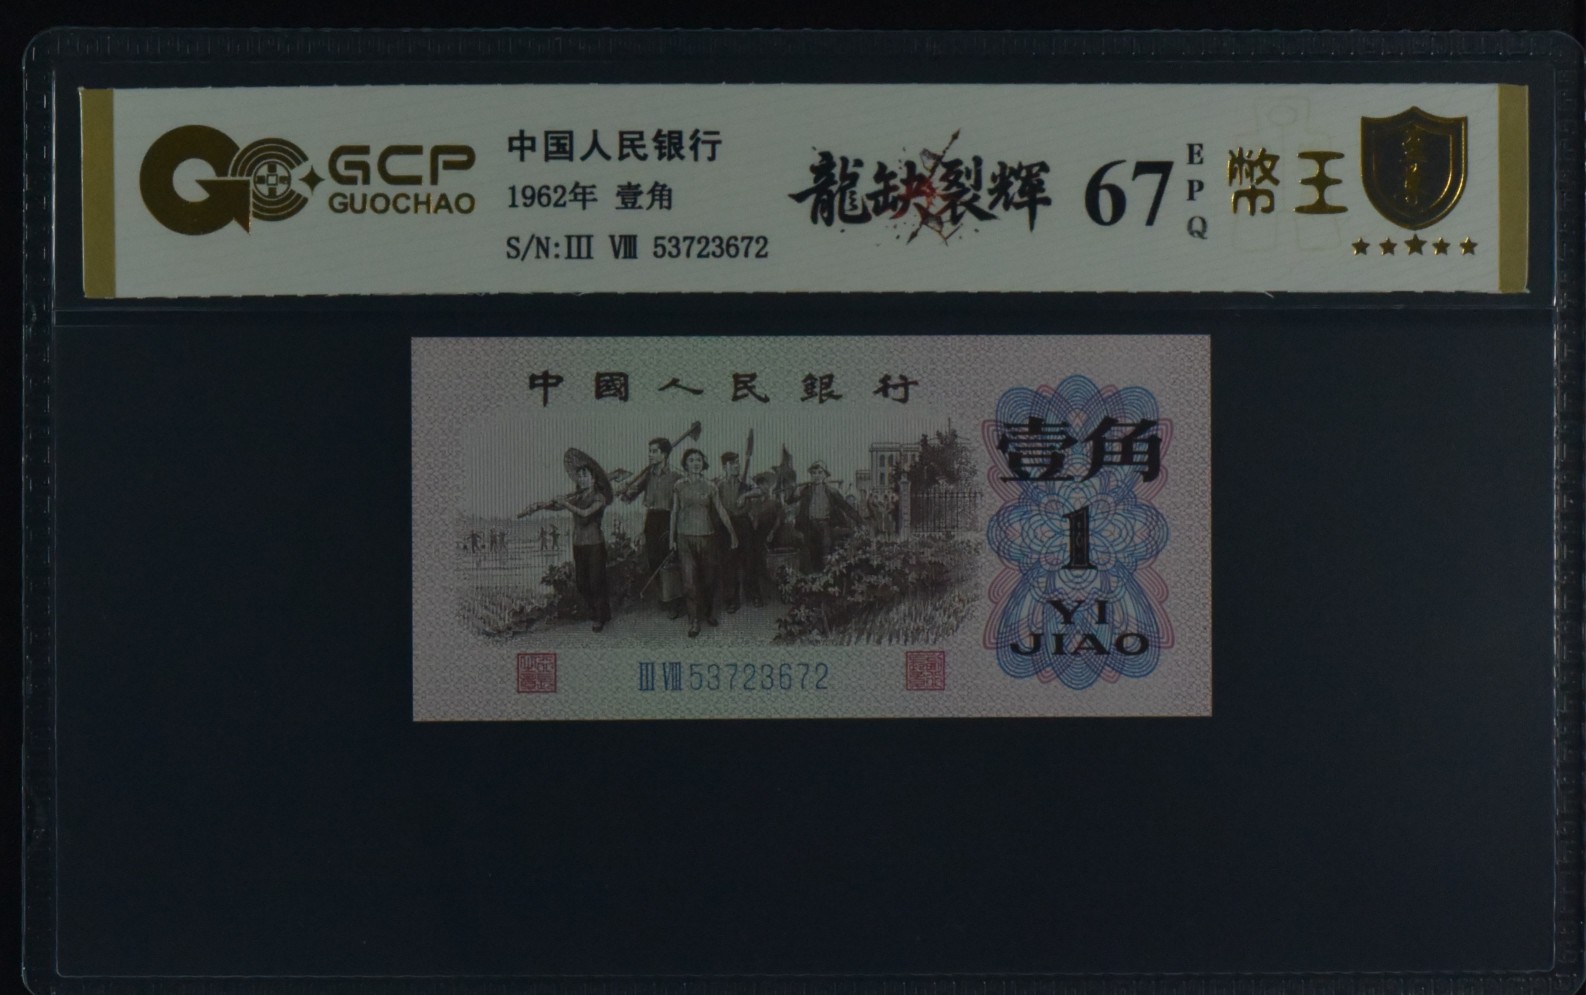 GCP
GUOCHAO
中国人民银行
1962年 壹角
S/N:Ⅲ Ⅷ 53723672
龍缺裂辉
67
EPQ
幣王
中國人民銀行
壹角
1
YI
JIAO
Ⅲ Ⅷ 53723672